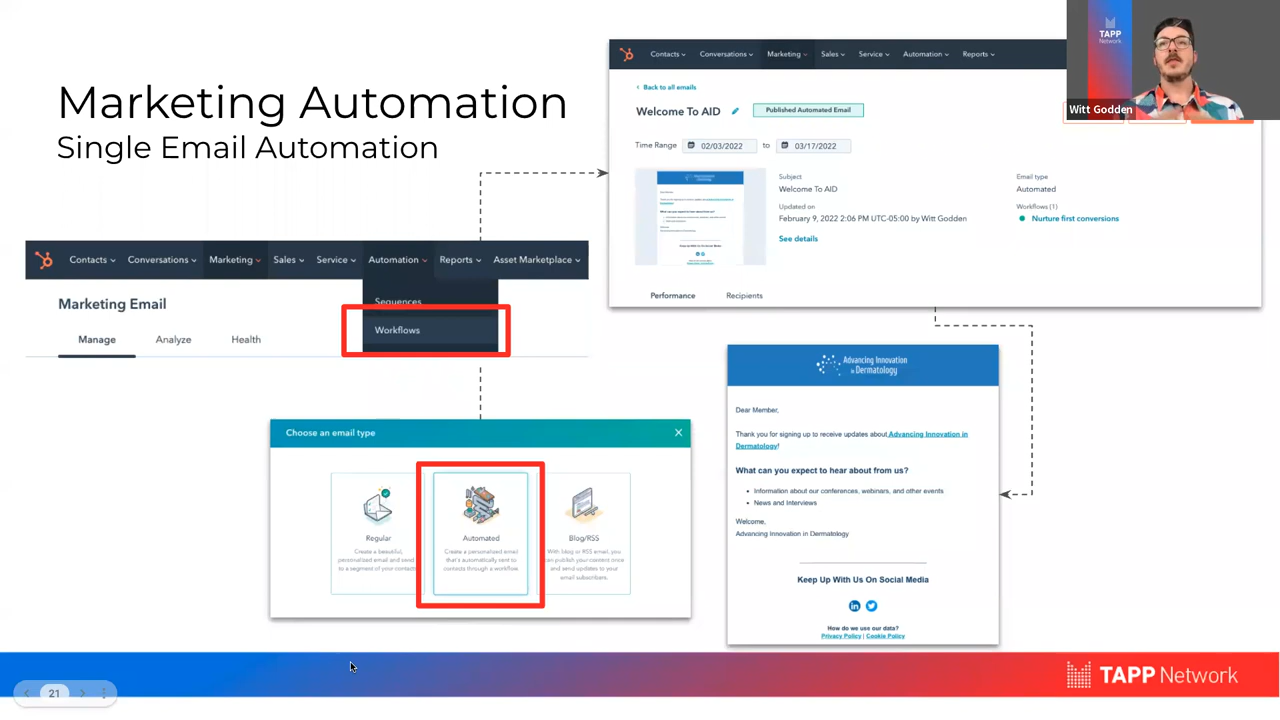 Marketing Automation
Single Email Automation
Contacts
Conversations
Marketing
Sales
Service
Automation
Reports
Asset Marketplace
Marketing Email
Sequences
Workflows
Manage
Analyze
Health
Choose an email type
Regular
Create a beautiful,
personalized email and send
to a segment of your contacts
Automated
Create a personalized email
that's automatically sent to
contacts through a workflow.
Blog/RSS
With blog or RSS email, you
can publish your content once
and send updates to your
email subscribers.
Contacts
Conversations
Marketing
Sales
Service
Automation
Reports
Back to all emails
Welcome To AID
Published Automated Email
Time Range
02/03/2022
to
03/17/2022
Subject
Welcome To AID
Updated on
February 9, 2022 2:06 PM UTC-05:00 by Witt Godden
See details
Email type
Automated
Workflows (1)
Nurture first conversions
Performance
Recipients
TAPP
Network
Witt Godden
Advancing Innovation
in Dermatology
Dear Member,
Thank you for signing up to receive updates about Advancing Innovation in
Dermatology!
What can you expect to hear about from us?
• Information about our conferences, webinars, and other events
• News and Interviews
Welcome,
Advancing Innovation in Dermatology
Keep Up With Us On Social Media
How do we use our data?
Privacy Policy | Cookie Policy
21
TAPP Network